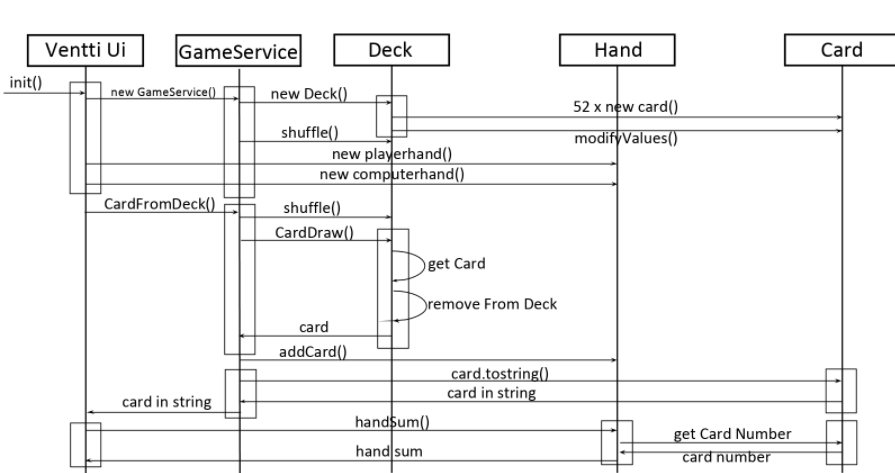 Ventti Ui
GameService
Deck
Hand
Card
init()
new GameService()
new Deck()
52 x new card()
shuffle()
modifyValues()
new playerhand()
new computerhand()
CardFromDeck()
shuffle()
CardDraw()
get Card
remove From Deck
card
addCard()
card.tostring()
card in string
card in string
handSum()
get Card Number
hand sum
card number